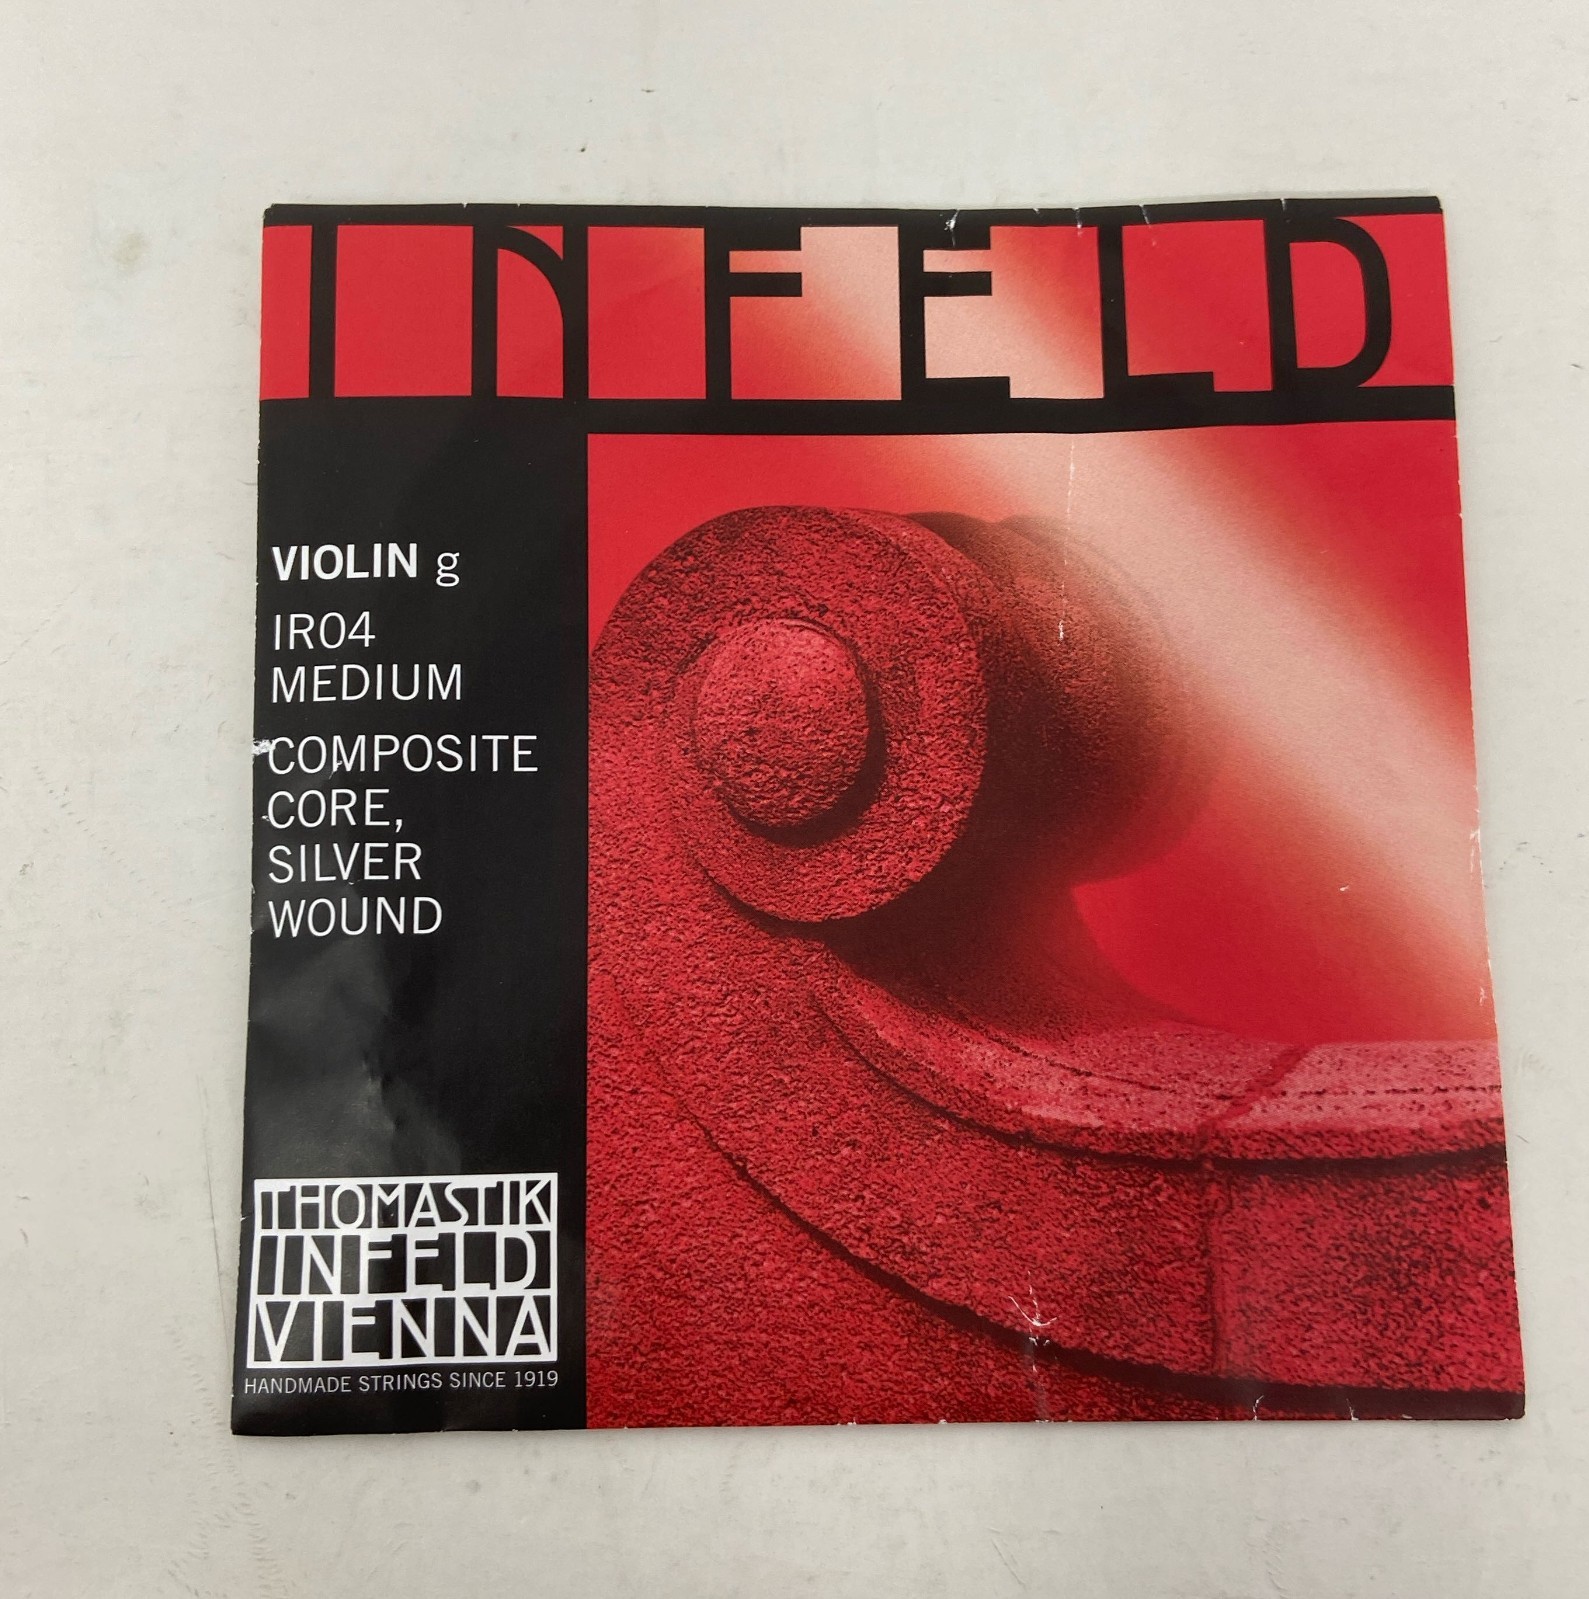 INFELD
VIOLIN g
IR04
MEDIUM
COMPOSITE
CORE,
SILVER
WOUND
THOMASTIK
INFELD
VIENNA
HANDMADE STRINGS SINCE 1919